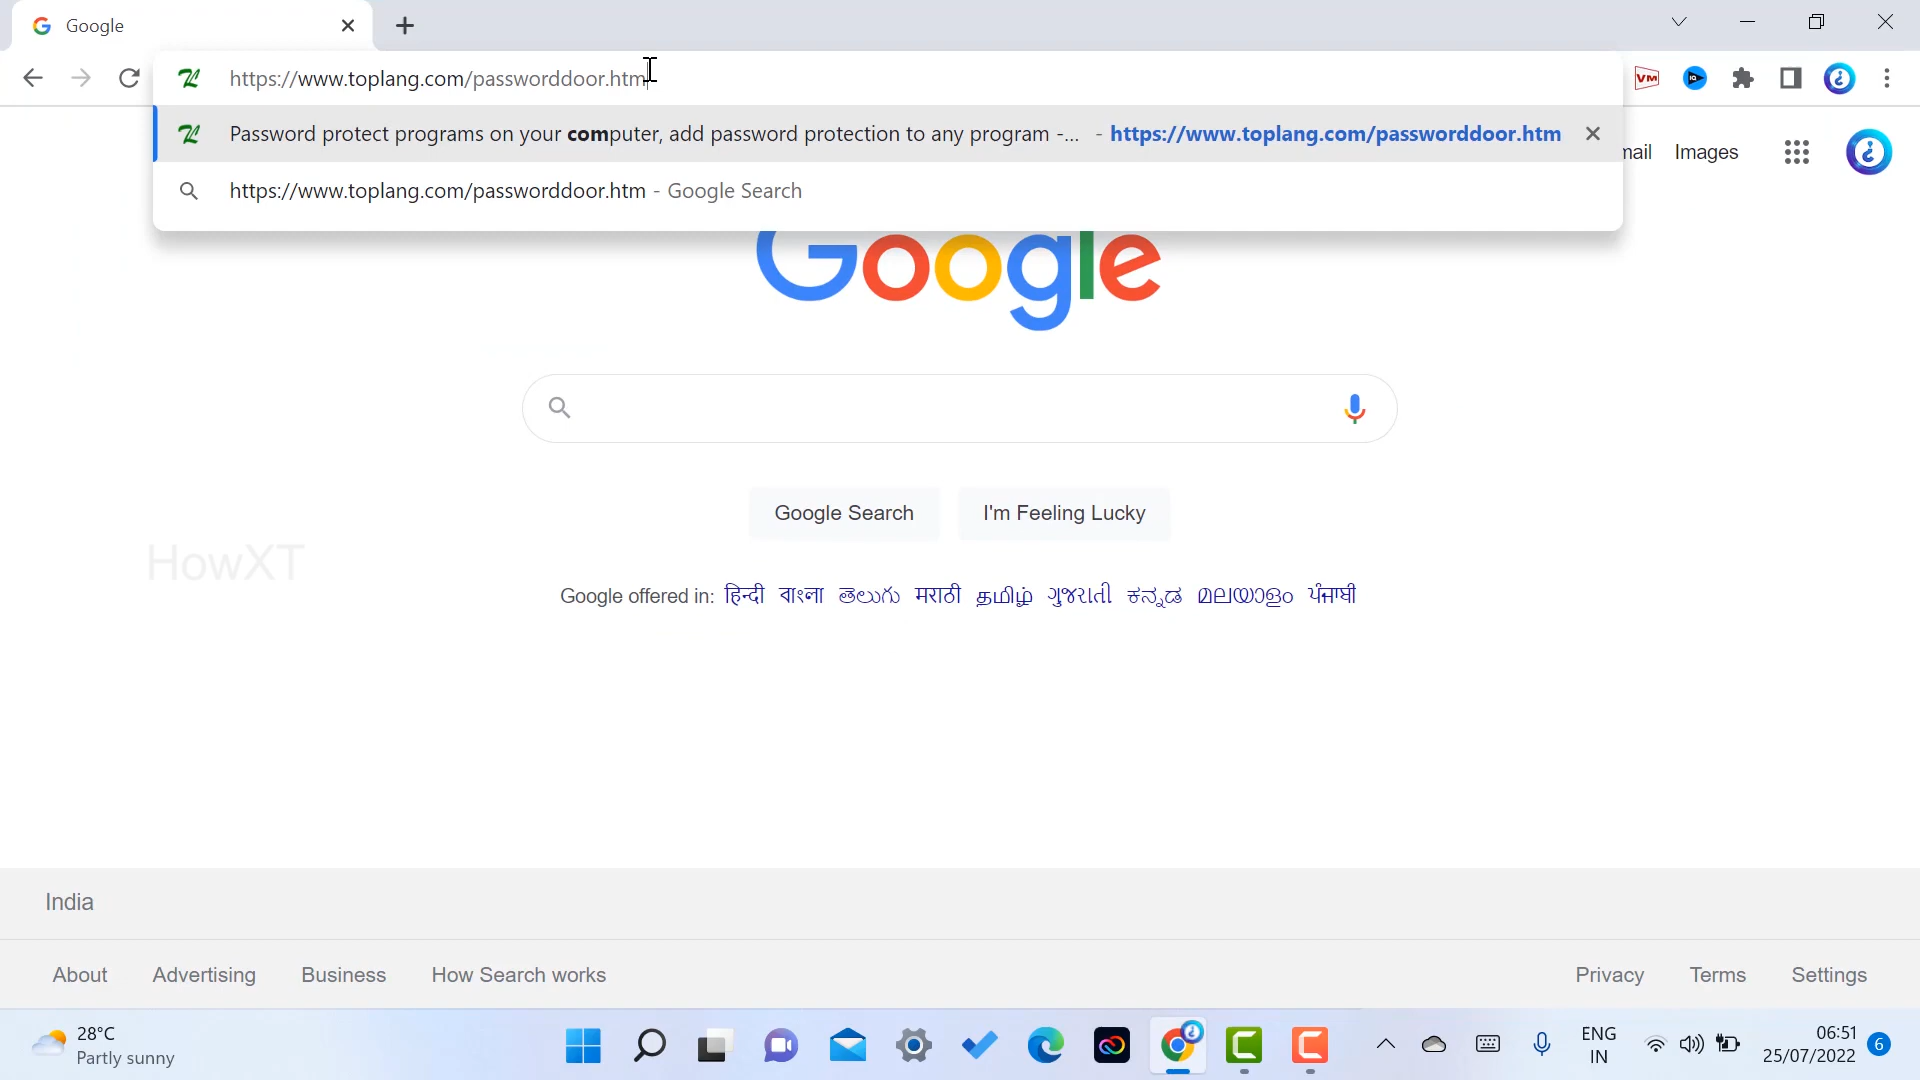 Google
https://www.toplang.com/passworddoor.htm
VM
Password protect programs on your computer, add password protection to any program -... - https://www.toplang.com/passworddoor.htm
mail Images
https://www.toplang.com/passworddoor.htm - Google Search
Google
Google Search I'm Feeling Lucky
HowXT
Google offered in: हिन्दी বাংলা తెలుగు मराठी தமிழ் ગુજરાતી ಕನ್ನಡ മലയാളം ਪੰਜਾਬੀ
India
About Advertising Business How Search works Privacy Terms Settings
28°C
Partly sunny
ENG
IN
06:51
25/07/2022
6